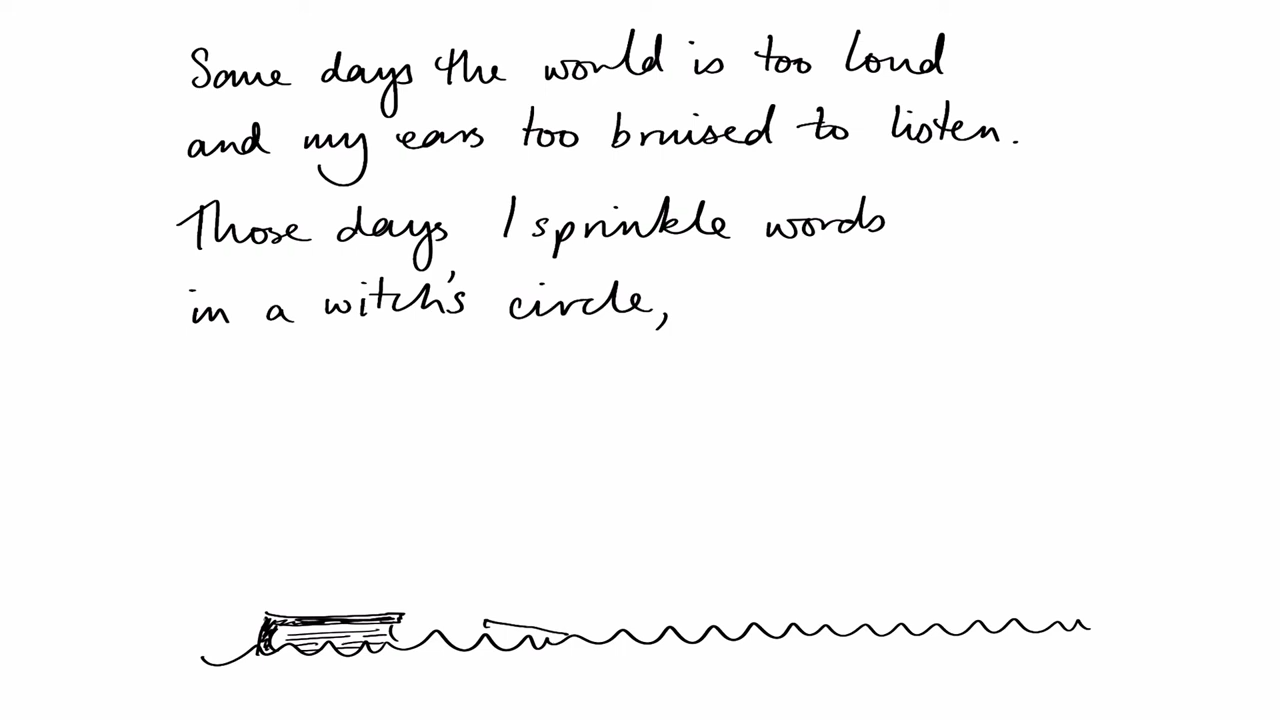 Some days the world is too loud
and my ears too bruised to listen.
Those days I sprinkle words
in a witch's circle,